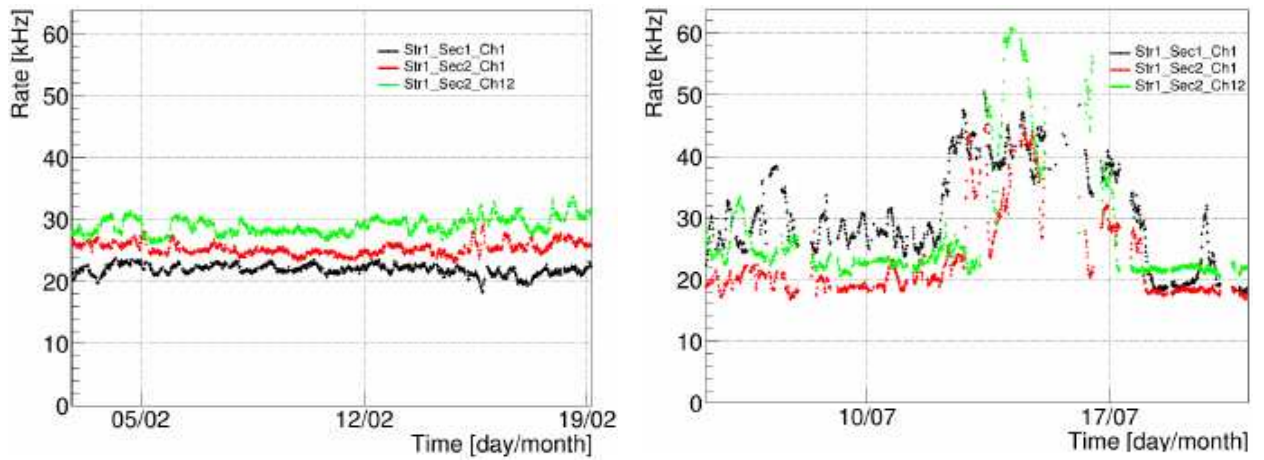 Rate [kHz]
60
50
40
30
20
10
0
Str1_Sec1_Ch1
Str1_Sec2_Ch1
Str1_Sec2_Ch12
05/02
12/02
19/02
Time [day/month]
Rate [kHz]
60
50
40
30
20
10
0
Str1_Sec1_Ch1
Str1_Sec2_Ch1
Str1_Sec2_Ch12
10/07
17/07
Time [day/month]